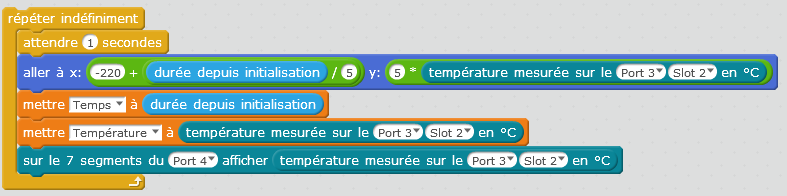 répéter indéfiniment
attendre 1 secondes
aller à x: -220 + durée depuis initialisation / 5 y: 5 * température mesurée sur le Port 3 Slot 2 en °C
mettre Temps à durée depuis initialisation
mettre Température à température mesurée sur le Port 3 Slot 2 en °C
sur le 7 segments du Port 4 afficher température mesurée sur le Port 3 Slot 2 en °C